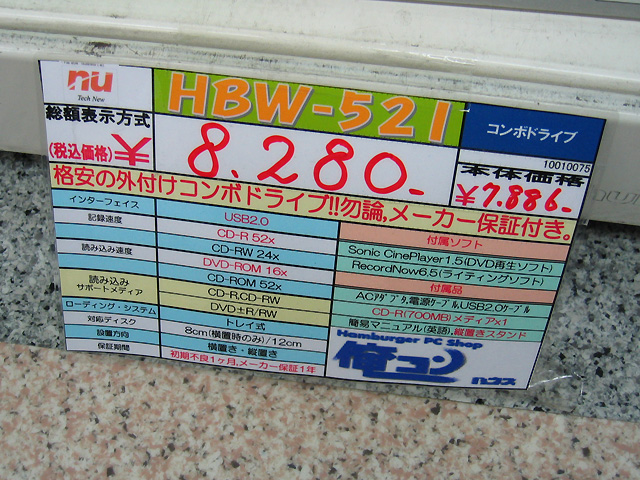 nu
Tech New
HBW-521
コンボドライブ
10010075
総額表示方式
(税込価格)¥
8.280-
本体価格
¥7.886-
格安の外付けコンボドライブ!!勿論,メーカー保証付き。
インターフェイス
USB2.0
記録速度
CD-R 52x
CD-RW 24x
読み込み速度
DVD-ROM 16x
CD-ROM 52x
読み込み
サポートメディア
CD-R,CD-RW
DVD±R/RW
ローディング・システム
トレイ式
対応ディスク
8cm(横置時のみ)/12cm
設置方向
横置き・縦置き
保証期間
初期不良1ヶ月,メーカー保証1年
付属ソフト
Sonic CinePlayer1.5(DVD再生ソフト)
RecordNow6.5(ライティングソフト)
付属品
ACアダプタ,電源ケーブル,USB2.0ケーブル
CD-R(700MB)メディア×1
簡易マニュアル(英語),縦置きスタンド
Hamburger PC Shop
俺コン
ハウス